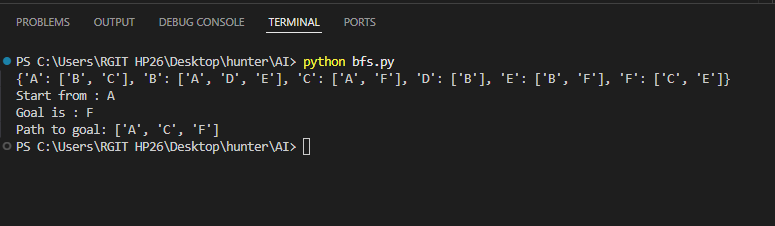 PROBLEMS OUTPUT DEBUG CONSOLE TERMINAL PORTS
PS C:\Users\RGIT HP26\Desktop\hunter\AI> python bfs.py
{'A': ['B', 'C'], 'B': ['A', 'D', 'E'], 'C': ['A', 'F'], 'D': ['B'], 'E': ['B', 'F'], 'F': ['C', 'E']}
Start from : A
Goal is : F
Path to goal: ['A', 'C', 'F']
PS C:\Users\RGIT HP26\Desktop\hunter\AI>